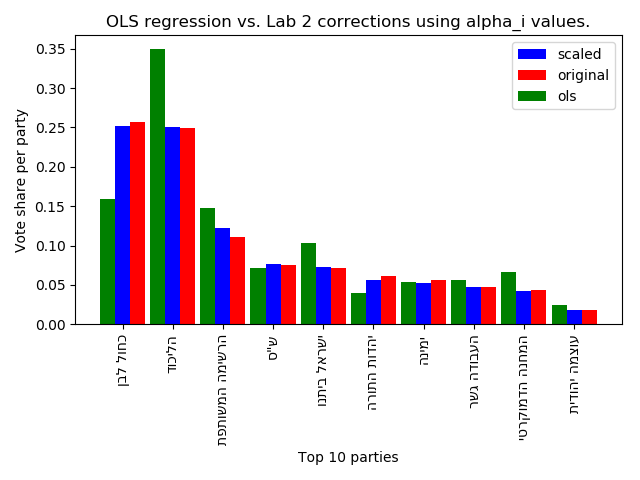 OLS regression vs. Lab 2 corrections using alpha_i values.
scaled
original
ols
Vote share per party
0.35
0.30
0.25
0.20
0.15
0.10
0.05
0.00
כחול לבן
הליכוד
הרשימה המשותפת
ש"ס
ישראל ביתנו
יהדות התורה
ימינה
העבודה גשר
המחנה הדמוקרטי
עוצמה יהודית
Top 10 parties